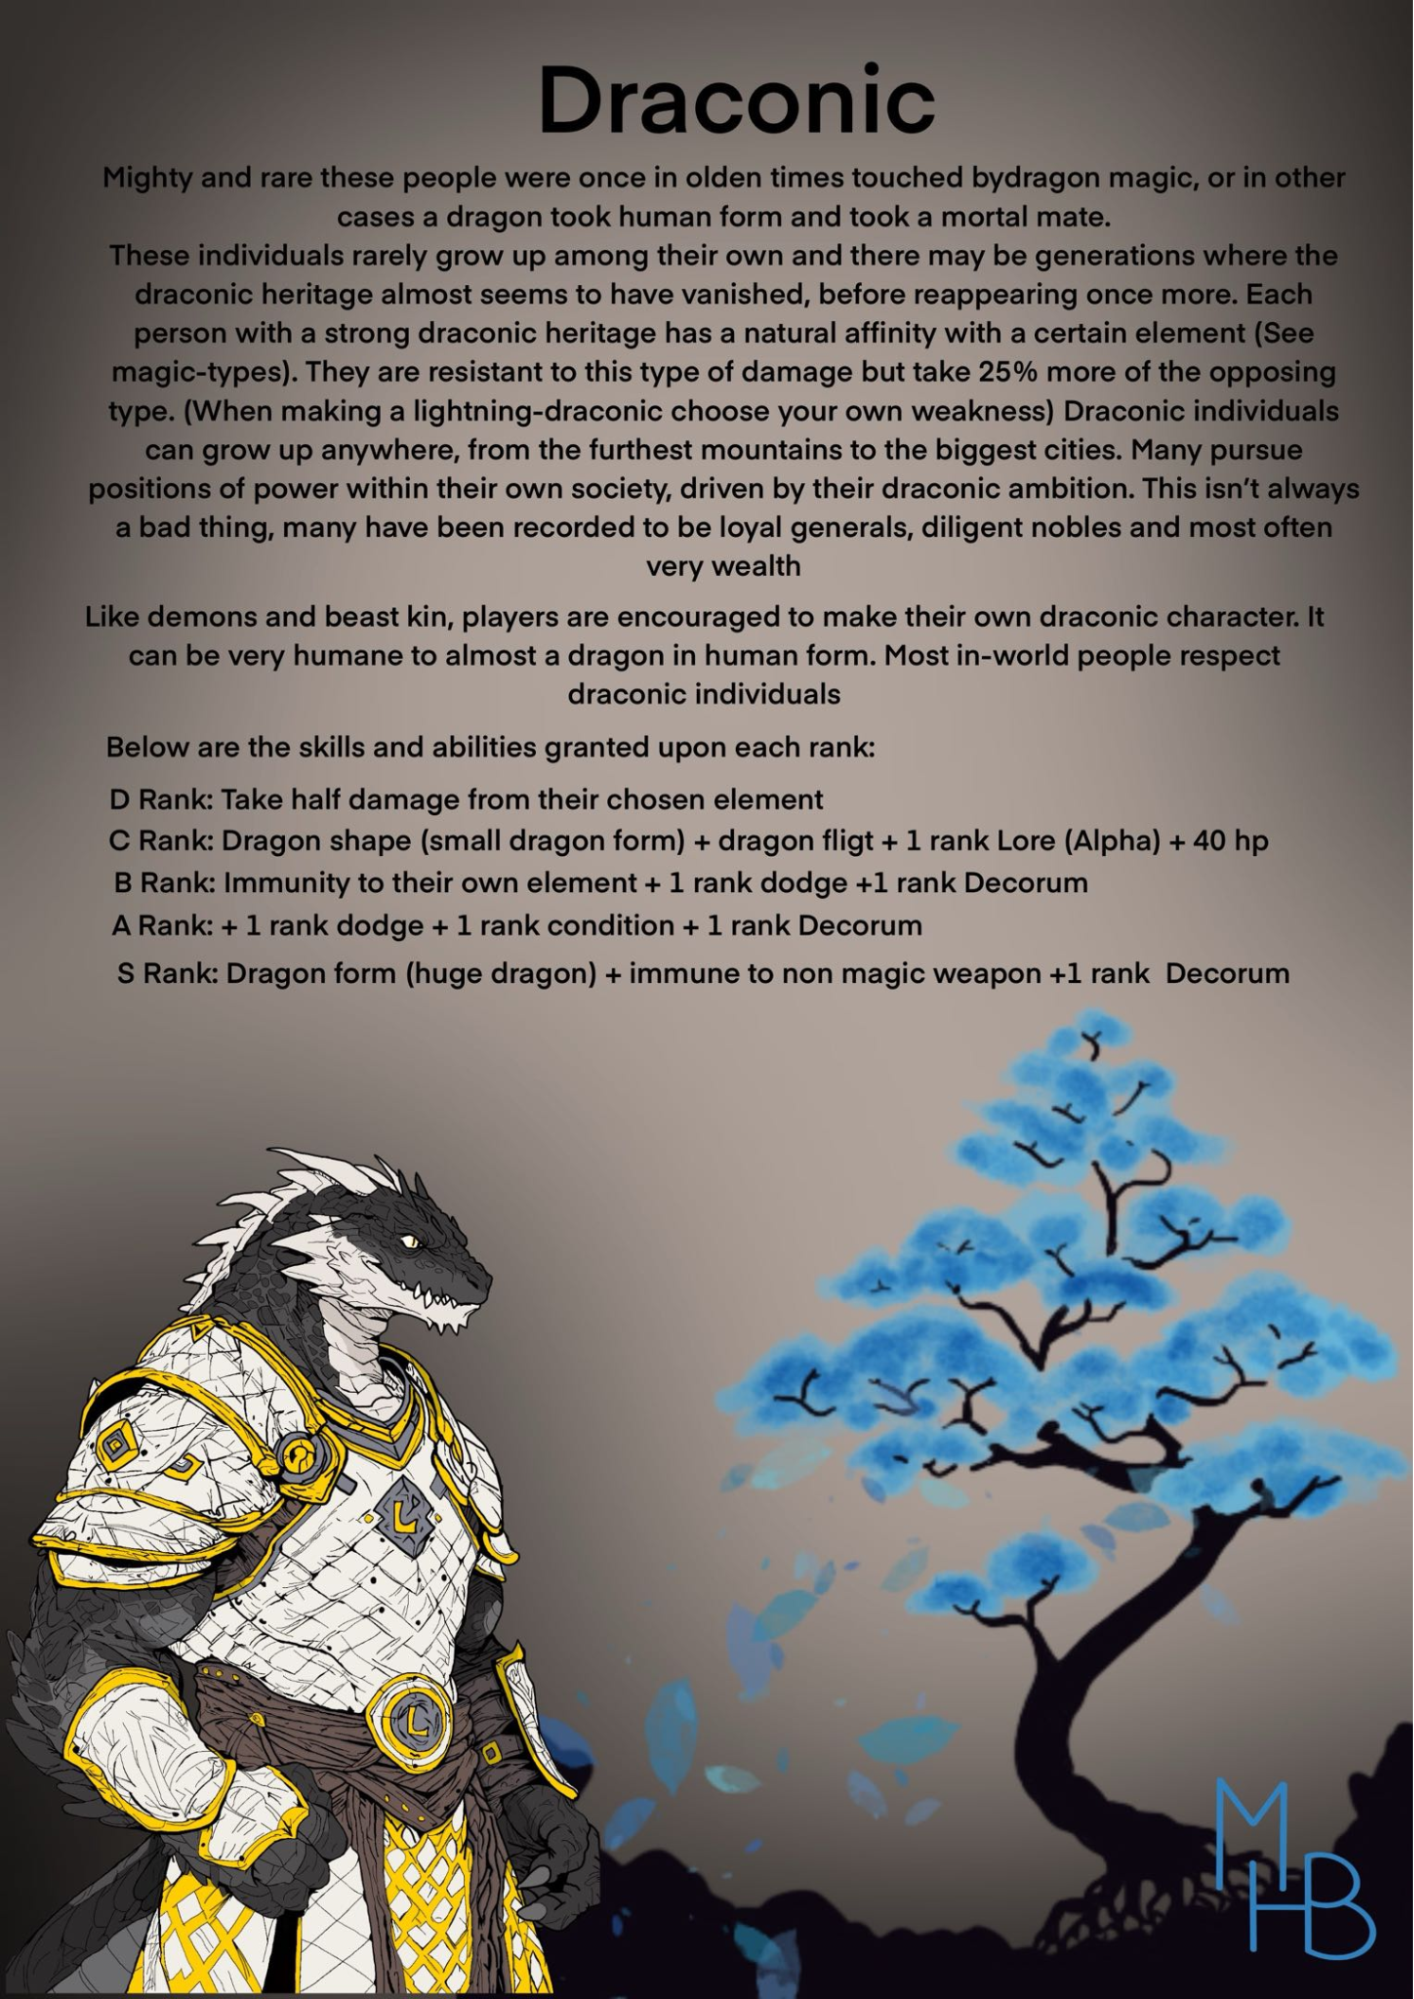 Draconic
Mighty and rare these people were once in olden times touched bydragon magic, or in other
cases a dragon took human form and took a mortal mate.
These individuals rarely grow up among their own and there may be generations where the
draconic heritage almost seems to have vanished, before reappearing once more. Each
person with a strong draconic heritage has a natural affinity with a certain element (See
magic-types). They are resistant to this type of damage but take 25% more of the opposing
type. (When making a lightning-draconic choose your own weakness) Draconic individuals
can grow up anywhere, from the furthest mountains to the biggest cities. Many pursue
positions of power within their own society, driven by their draconic ambition. This isn’t always
a bad thing, many have been recorded to be loyal generals, diligent nobles and most often
very wealth
Like demons and beast kin, players are encouraged to make their own draconic character. It
can be very humane to almost a dragon in human form. Most in-world people respect
draconic individuals
Below are the skills and abilities granted upon each rank:
D Rank: Take half damage from their chosen element
C Rank: Dragon shape (small dragon form) + dragon fligt + 1 rank Lore (Alpha) + 40 hp
B Rank: Immunity to their own element + 1 rank dodge +1 rank Decorum
A Rank: + 1 rank dodge + 1 rank condition + 1 rank Decorum
S Rank: Dragon form (huge dragon) + immune to non magic weapon +1 rank  Decorum
MHB